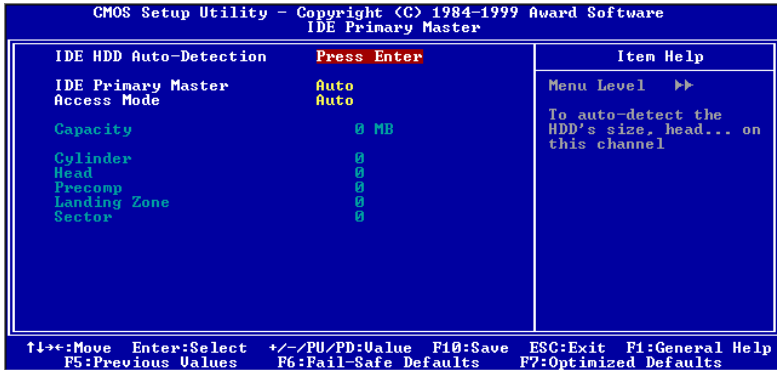 CMOS Setup Utility - Copyright (C) 1984-1999 Award Software
IDE Primary Master
IDE HDD Auto-Detection Press Enter
IDE Primary Master Auto
Access Mode Auto
Capacity 0 MB
Cylinder 0
Head 0
Precomp 0
Landing Zone 0
Sector 0
Item Help
Menu Level ►►
To auto-detect the
HDD's size, head... on
this channel
↑↓→←:Move Enter:Select +/-/PU/PD:Value F10:Save ESC:Exit F1:General Help
F5:Previous Values F6:Fail-Safe Defaults F7:Optimized Defaults